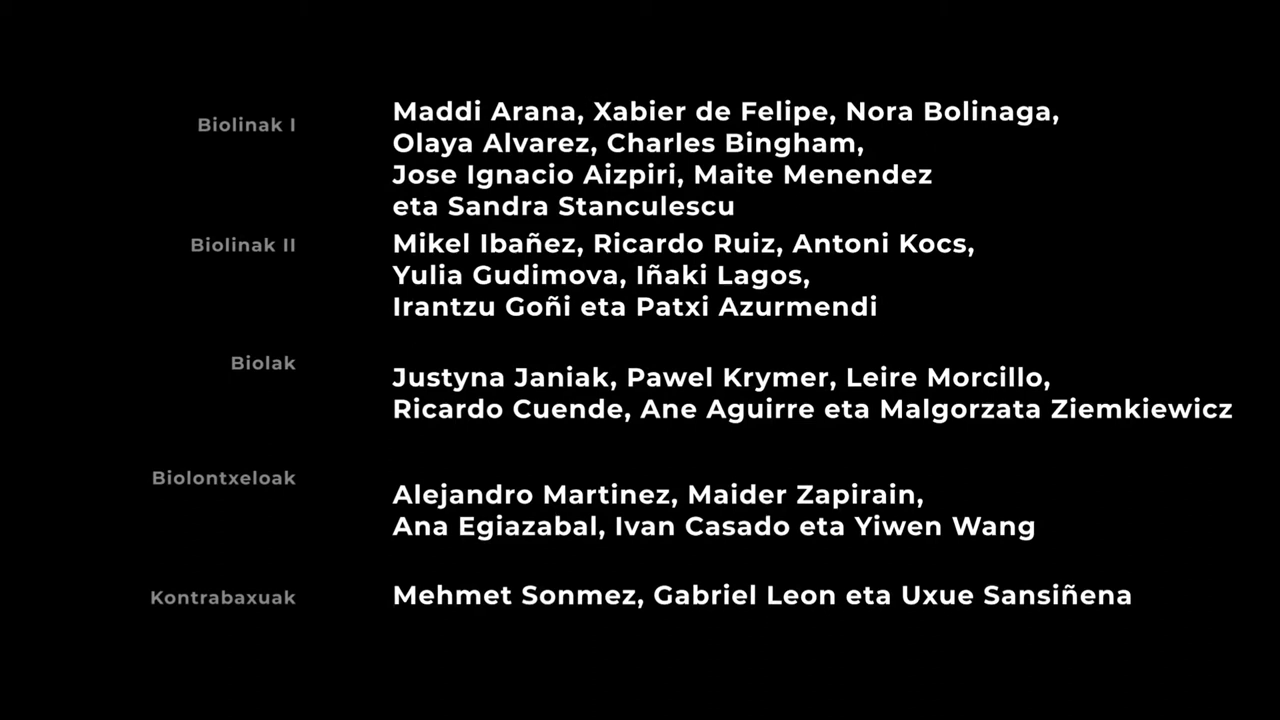 Biolinak I
Maddi Arana, Xabier de Felipe, Nora Bolinaga,
Olaya Alvarez, Charles Bingham,
Jose Ignacio Aizpiri, Maite Menendez
eta Sandra Stanculescu
Biolinak II
Mikel Ibañez, Ricardo Ruiz, Antoni Kocs,
Yulia Gudimova, Iñaki Lagos,
Irantzu Goñi eta Patxi Azurmendi
Biolak
Justyna Janiak, Pawel Krymer, Leire Morcillo,
Ricardo Cuende, Ane Aguirre eta Malgorzata Ziemkiewicz
Biolontxeloak
Alejandro Martinez, Maider Zapirain,
Ana Egiazabal, Ivan Casado eta Yiwen Wang
Kontrabaxuak
Mehmet Sonmez, Gabriel Leon eta Uxue Sansiñena